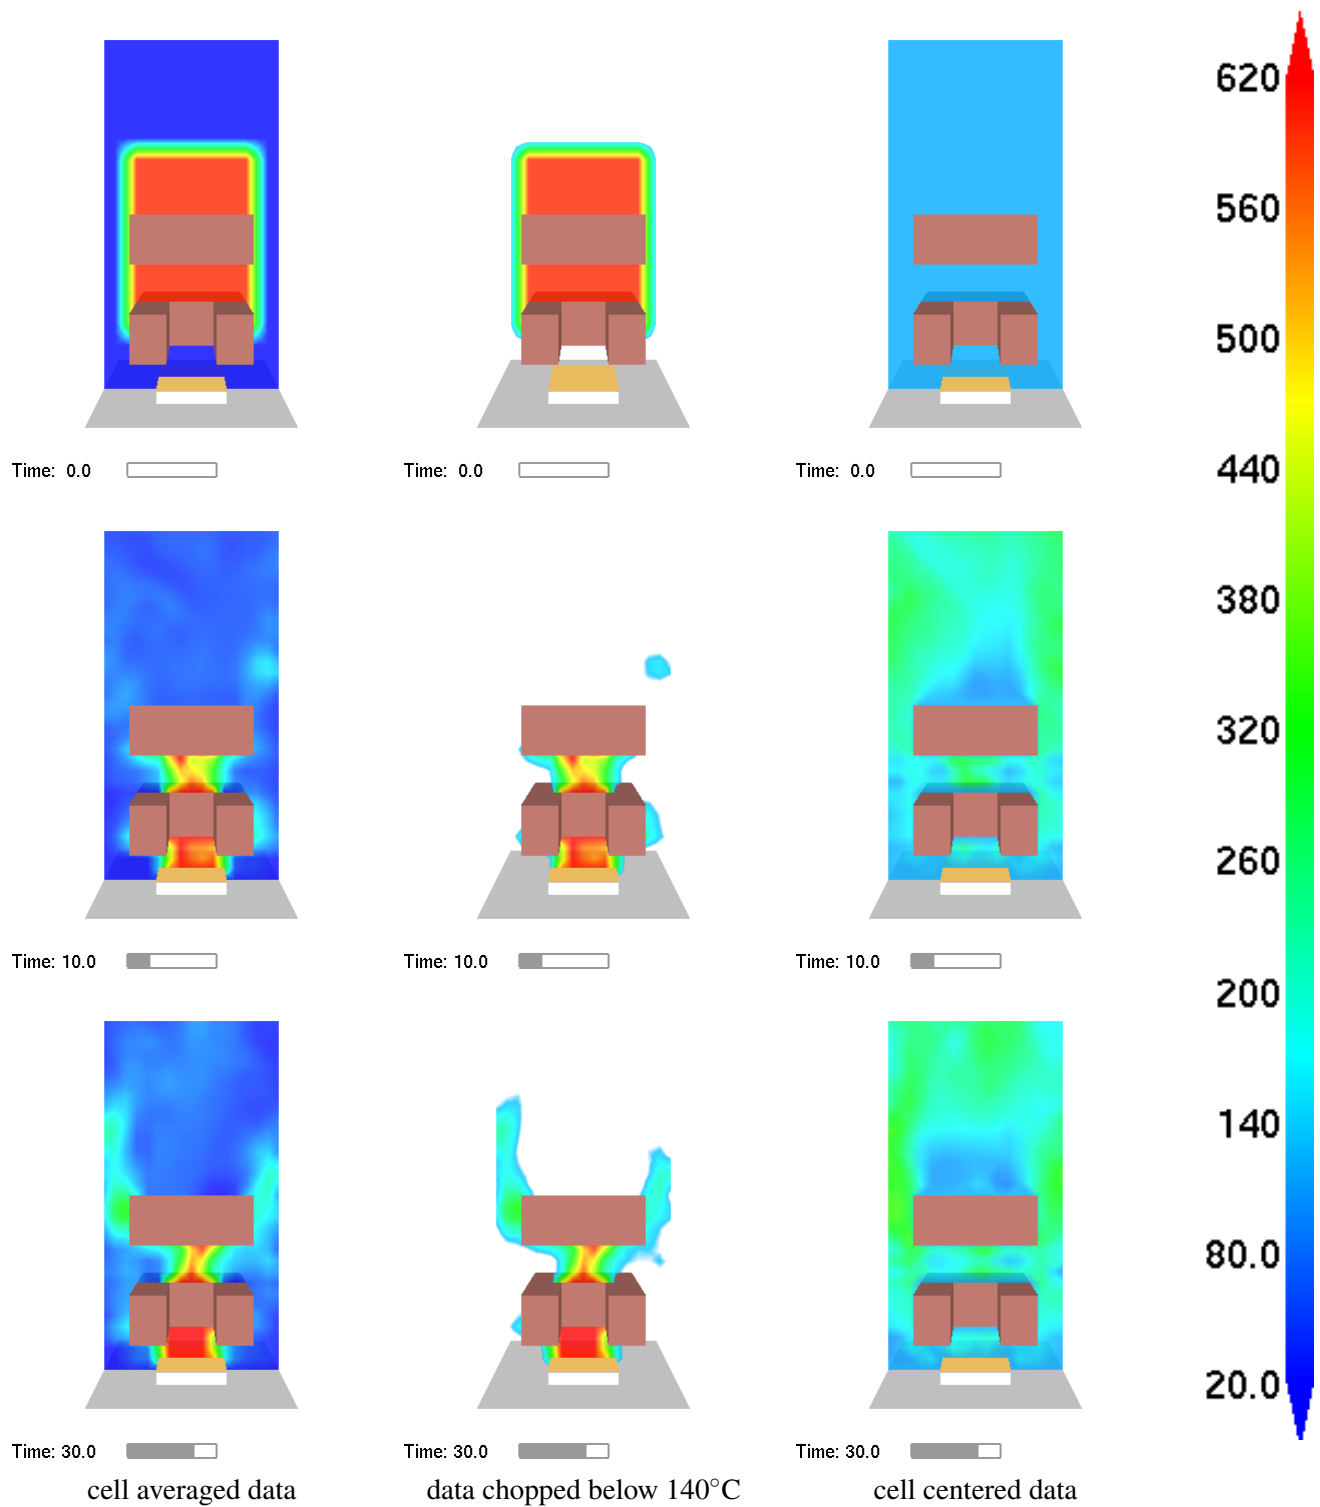 620
560
500
440
380
320
260
200
140
80.0
20.0
Time: 0.0
Time: 0.0
Time: 0.0
Time: 10.0
Time: 10.0
Time: 10.0
Time: 30.0
Time: 30.0
Time: 30.0
cell averaged data
data chopped below 140°C
cell centered data